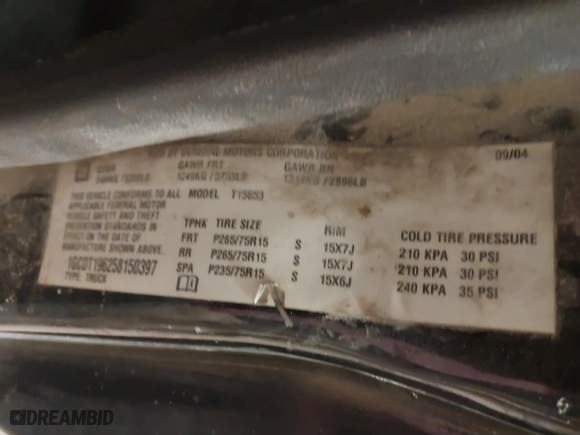 BY GENERAL MOTORS CORPORATION 09/04
GVWR GAWR FRT GAWR RR
THIS VEHICLE CONFORMS TO ALL MODEL T15653
APPLICABLE FEDERAL MOTOR
VEHICLE SAFETY AND THEFT
PREVENTION STANDARDS IN
EFFECT ON THE DATE OF
MANUFACTURE SHOWN ABOVE.
1GCDT196258150397
TYPE: TRUCK
TPHK TIRE SIZE RIM COLD TIRE PRESSURE
FRT P265/75R15 S 15X7J 210 KPA 30 PSI
RR P265/75R15 S 15X7J 210 KPA 30 PSI
SPA P235/75R15 S 15X6J 240 KPA 35 PSI
DREAMBID